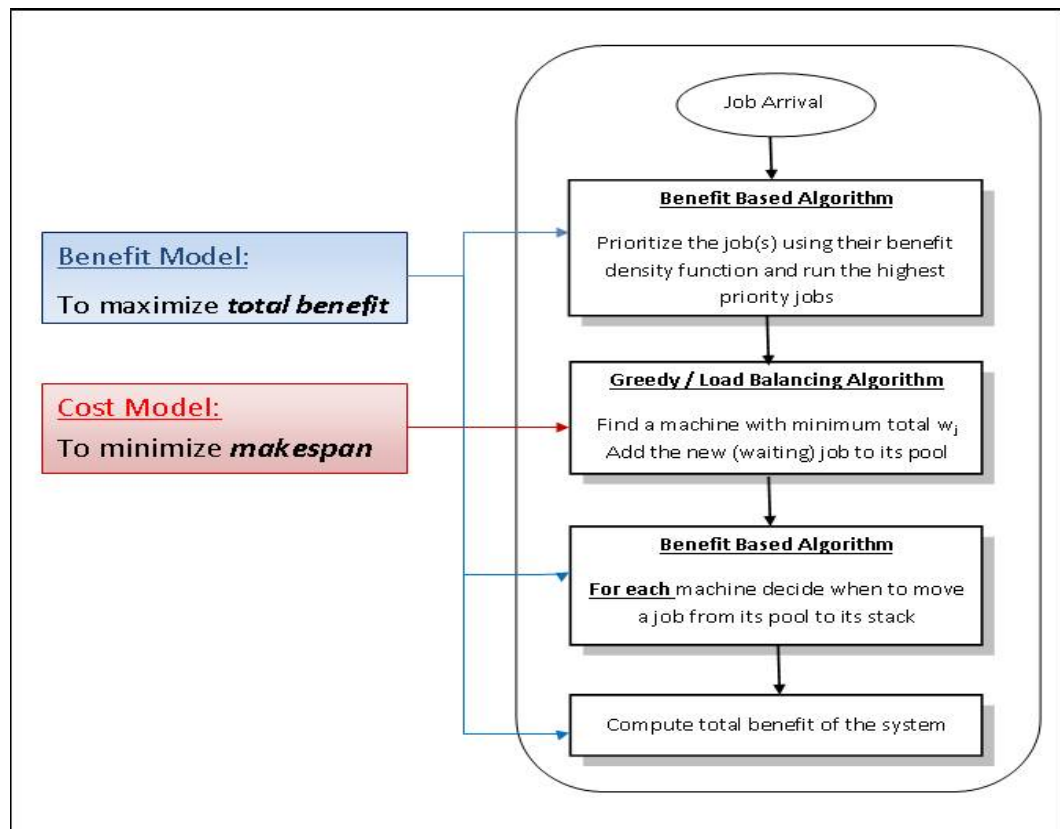 Job Arrival
Benefit Based Algorithm
Prioritize the job(s) using their benefit
density function and run the highest
priority jobs
Benefit Model:
To maximize total benefit
Greedy / Load Balancing Algorithm
Find a machine with minimum total wⱼ
Add the new (waiting) job to its pool
Cost Model:
To minimize makespan
Benefit Based Algorithm
For each machine decide when to move
a job from its pool to its stack
Compute total benefit of the system